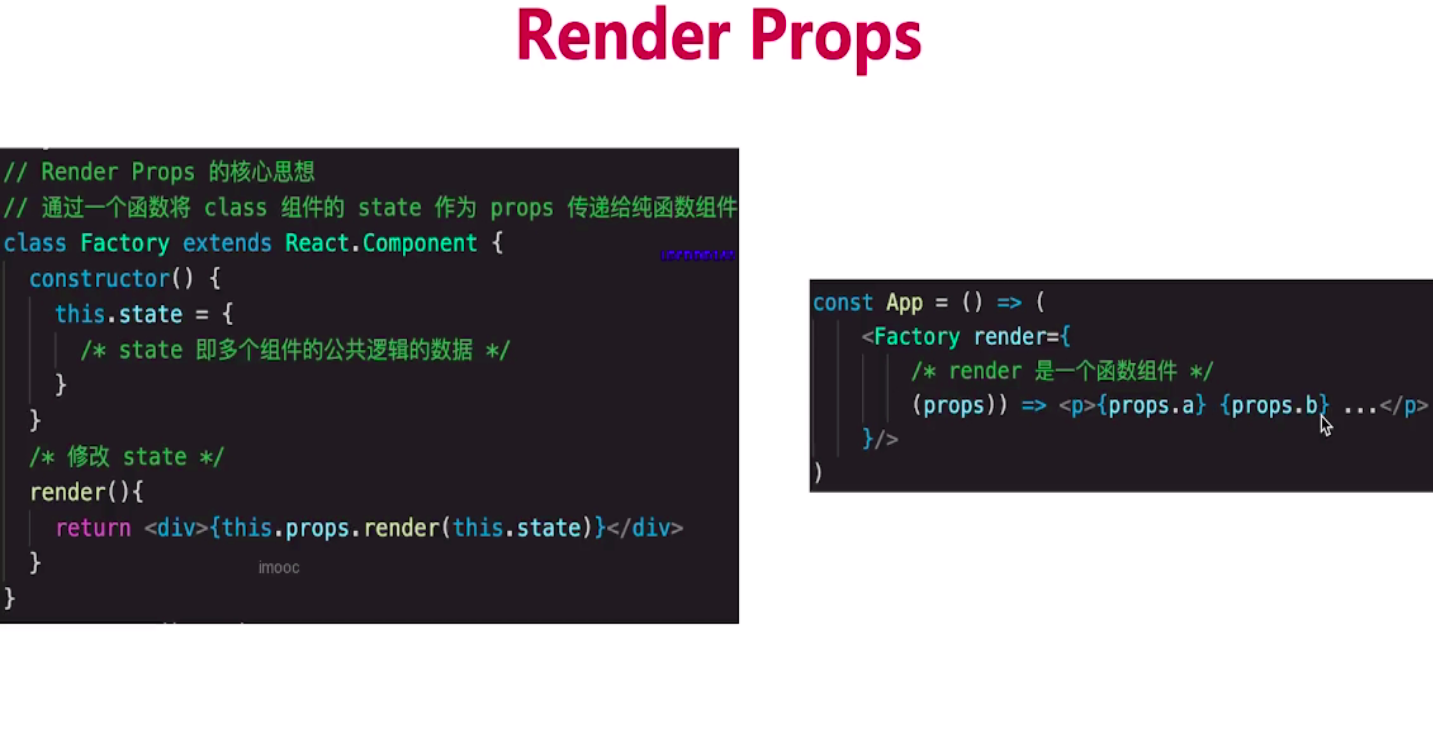 Render Props
// Render Props 的核心思想
// 通过一个函数将 class 组件的 state 作为 props 传递给纯函数组件
class Factory extends React.Component {
constructor() {
this.state = {
/* state 即多个组件的公共逻辑的数据 */
}
}
/* 修改 state */
render(){
return <div>{this.props.render(this.state)}</div>
}
imooc
}
const App = () => (
<Factory render={
/* render 是一个函数组件 */
(props)) => <p>{props.a} {props.b} ...</p>
}/>
)